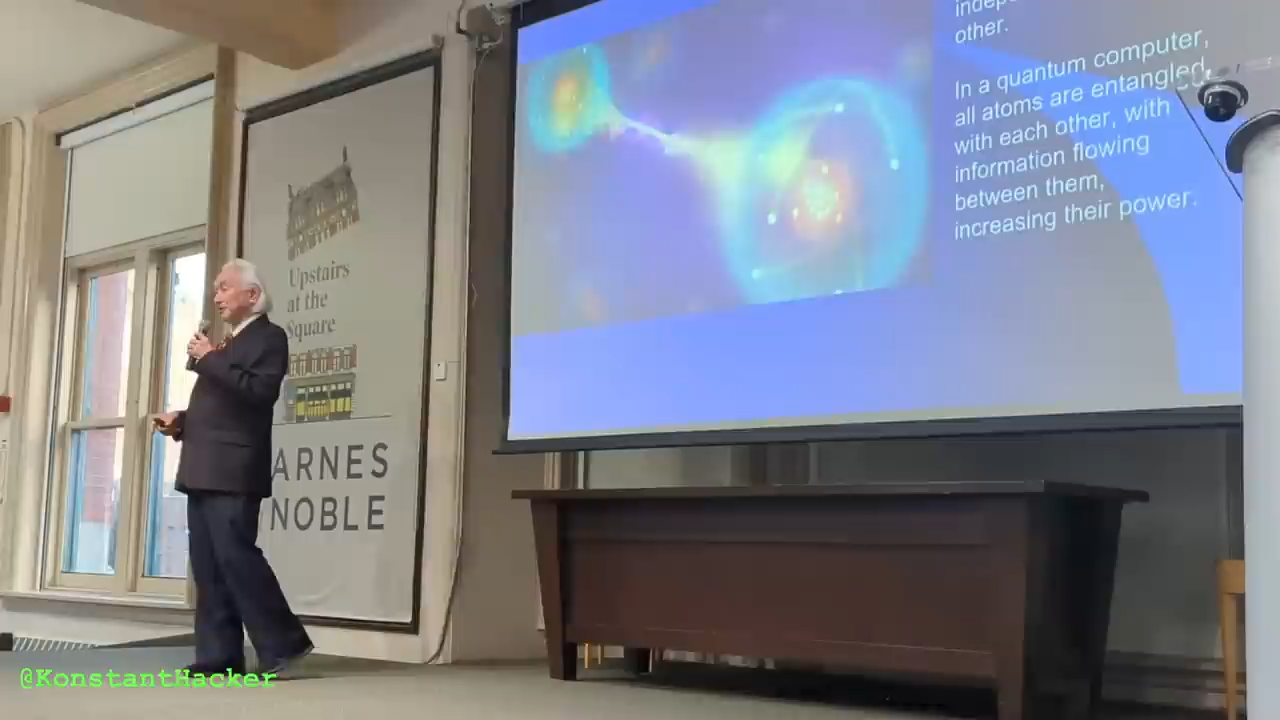 other.
In a quantum computer,
all atoms are entangled
with each other, with
information flowing
between them,
increasing their power.
Upstairs
at the
Square
ARNES
NOBLE
@KonstantHacker